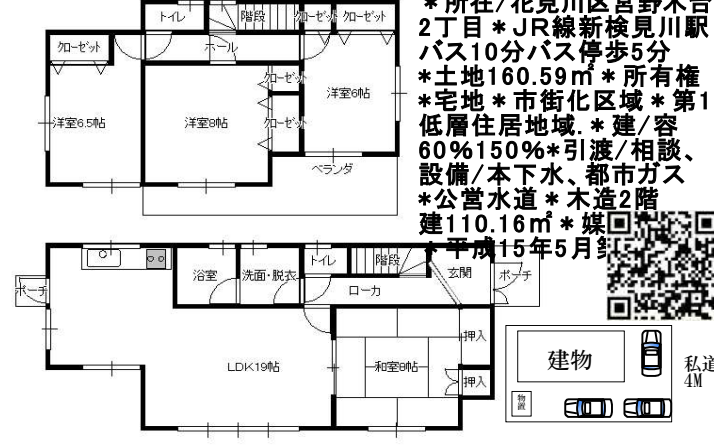 トイレ
階段
クローゼット
クローゼット
クローゼット
ホール
クローゼット
クローゼット
洋室6.5帖
洋室8帖
洋室6帖
ベランダ
＊所在/花見川区宮野木台
2丁目＊JR線新検見川駅
バス10分バス停歩5分
*土地160.59㎡＊所有権
*宅地＊市街化区域＊第1
低層住居地域.＊建/容
60%150%*引渡/相談、
設備/本下水、都市ガス
*公営水道＊木造2階
建110.16㎡＊媒
＊平成15年5月築
浴室
洗面・脱衣
トイレ
階段
玄関
ポーチ
ポーチ
ローカ
LDK19帖
和室8帖
押入
押入
建物
物置
私道
4M